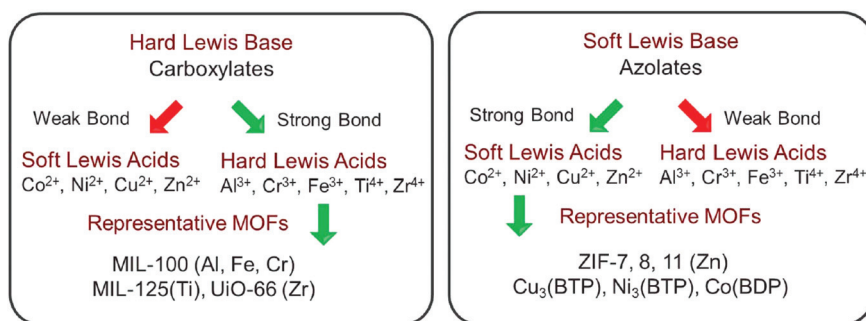 Hard Lewis Base
Carboxylates
Weak Bond
Strong Bond
Soft Lewis Acids
Co²⁺, Ni²⁺, Cu²⁺, Zn²⁺
Hard Lewis Acids
Al³⁺, Cr³⁺, Fe³⁺, Ti⁴⁺, Zr⁴⁺
Representative MOFs
MIL-100 (Al, Fe, Cr)
MIL-125(Ti), UiO-66 (Zr)
Soft Lewis Base
Azolates
Strong Bond
Weak Bond
Soft Lewis Acids
Co²⁺, Ni²⁺, Cu²⁺, Zn²⁺
Hard Lewis Acids
Al³⁺, Cr³⁺, Fe³⁺, Ti⁴⁺, Zr⁴⁺
Representative MOFs
ZIF-7, 8, 11 (Zn)
Cu₃(BTP), Ni₃(BTP), Co(BDP)